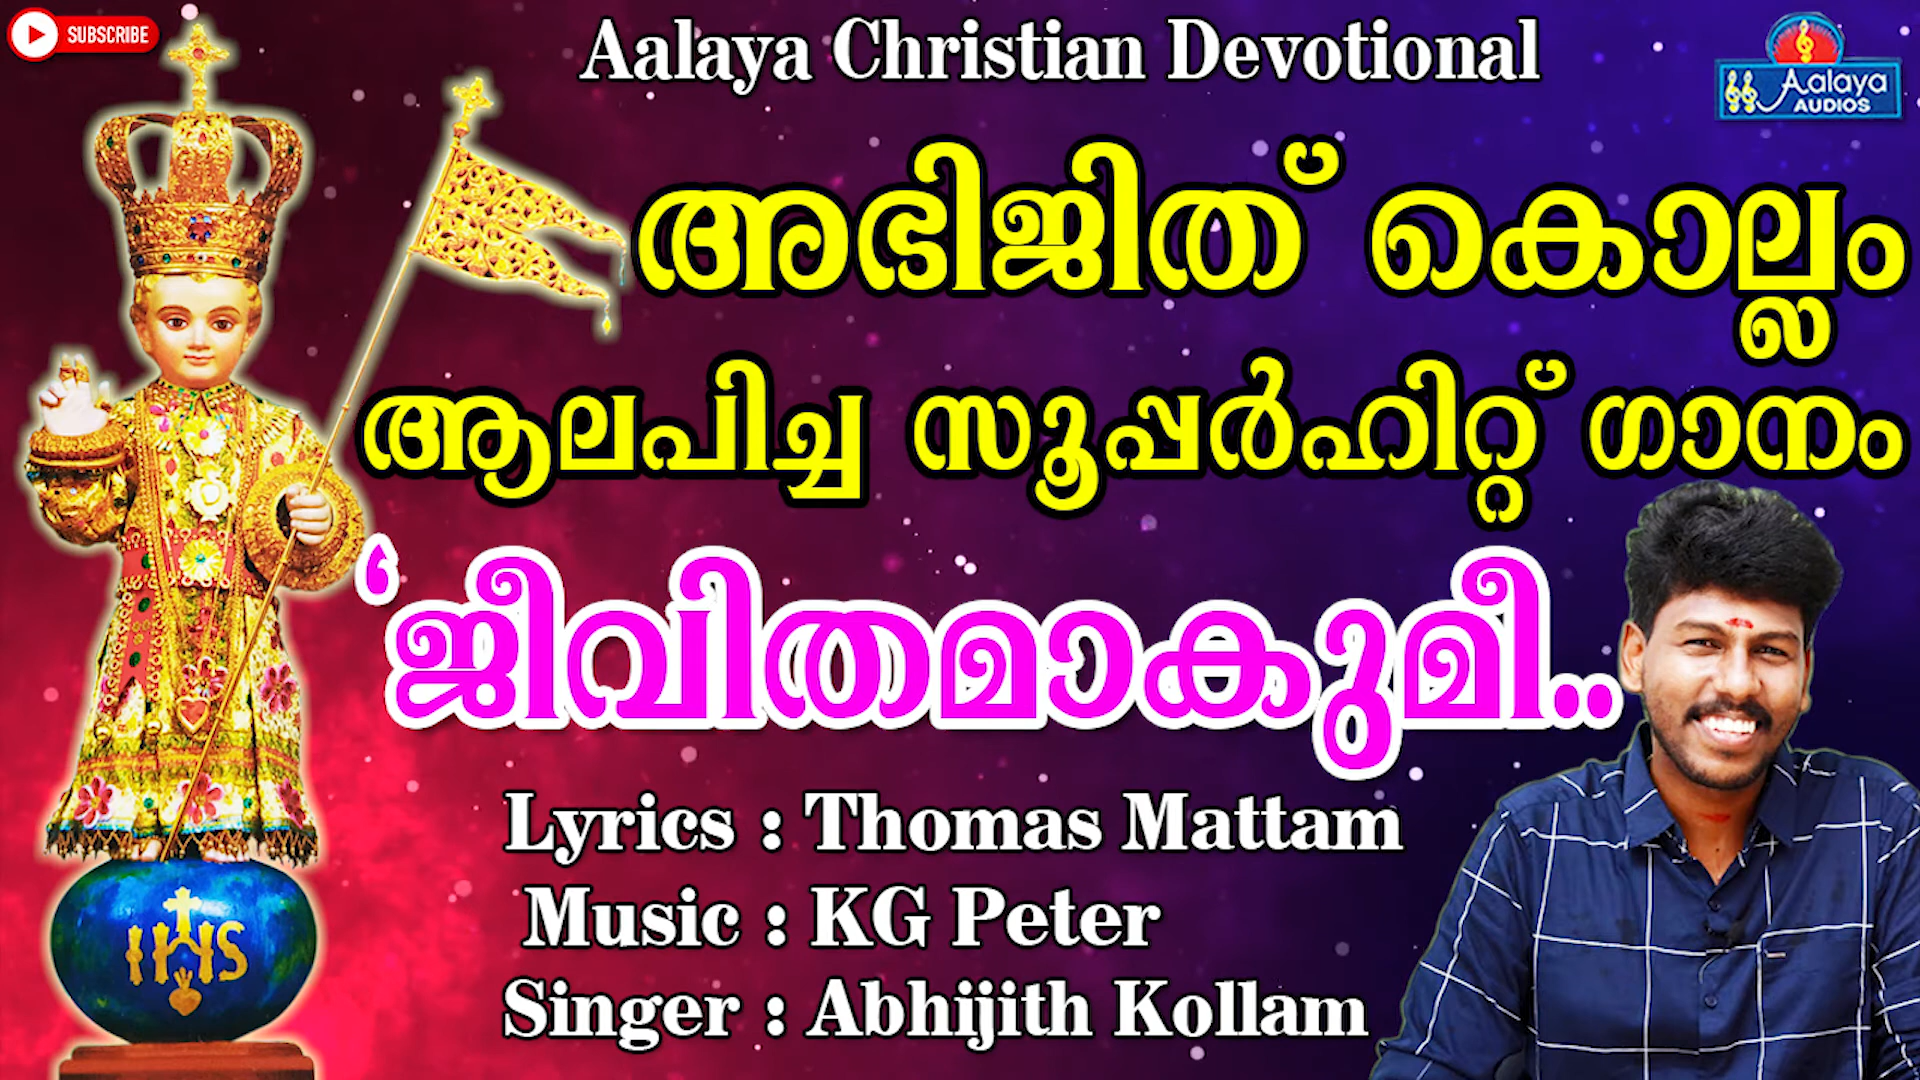 SUBSCRIBE
Aalaya Christian Devotional
Aalaya
AUDIOS
അഭിജിത് കൊല്ലം
ആലപിച്ച സൂപ്പർഹിറ്റ് ഗാനം
‘ജീവിതമാകുമീ..
Lyrics : Thomas Mattam
Music : KG Peter
Singer : Abhijith Kollam
IHS